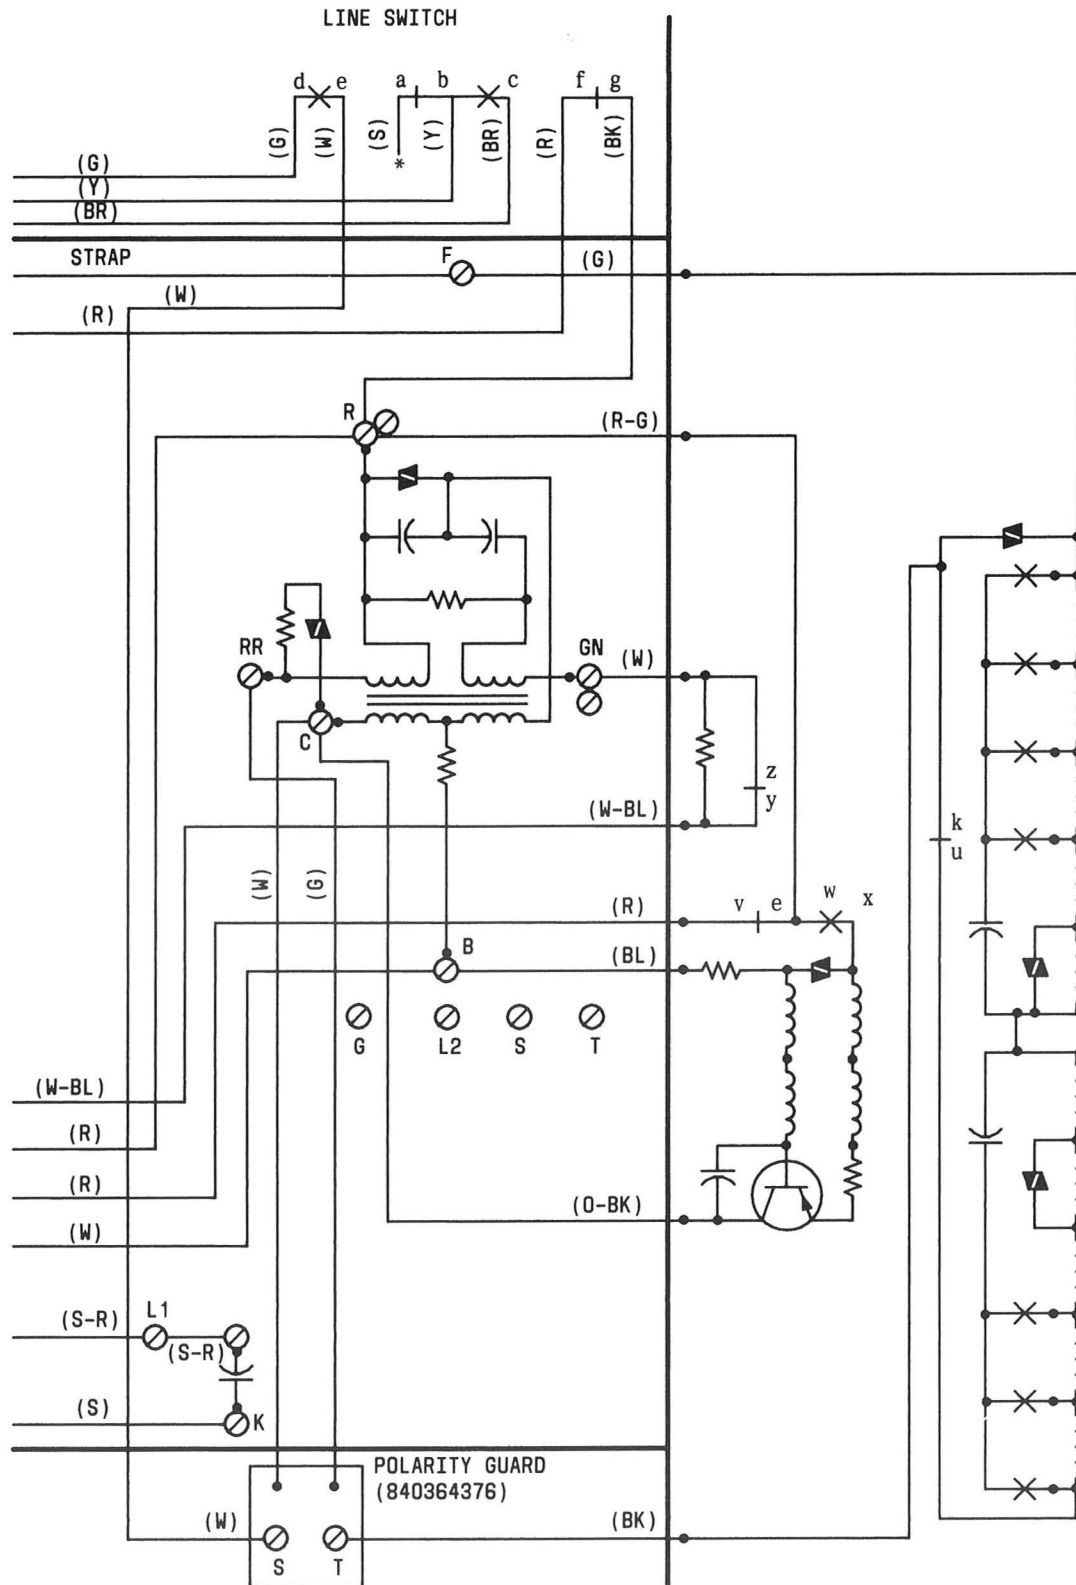 LINE SWITCH
d e a b c f g
(G) (W) (S) (Y) (BR) (R) (BK)
*
(G)
(Y)
(BR)
STRAP F (G)
(W)
(R)
R (R-G)
RR GN (W)
C
z
(W-BL) y
k
u
(W) (G)
(R) v e w x
B (BL)
G L2 S T
(W-BL)
(R)
(R)
(O-BK)
(W)
L1
(S-R) (S-R)
(S) K
POLARITY GUARD
(840364376)
(W) (BK)
S T